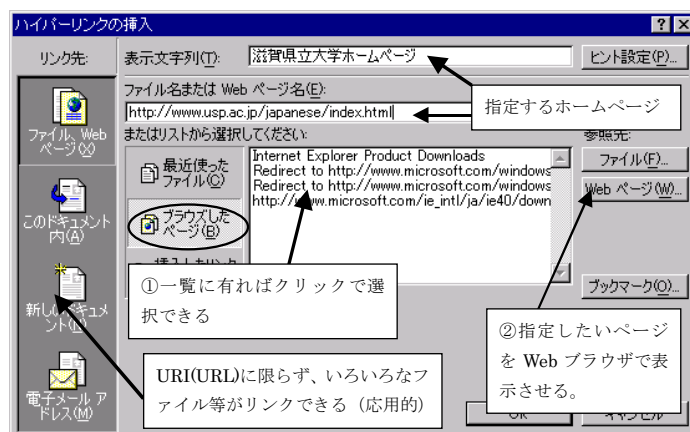 ハイパーリンクの挿入
リンク先:
表示文字列(T):
滋賀県立大学ホームページ
ヒント設定(P)...
ファイル名または Web ページ名(E):
指定するホームページ
http://www.usp.ac.jp/japanese/index.html
ファイル、Web
ページ(X)
またはリストから選択してください:
参照先:
最近使った
ファイル(C)
Internet Explorer Product Downloads
Redirect to http://www.microsoft.com/windows
Redirect to http://www.microsoft.com/windows
http://www.microsoft.com/ie_intl/ja/ie40/down
ファイル(F)...
Web ページ(W)...
このドキュメント
内(A)
ブラウズした
ページ(B)
①一覧に有ればクリックで選
択できる
ブックマーク(O)...
新しいドキュメ
ント
②指定したいページ
を Web ブラウザで表
示させる。
URI(URL)に限らず、いろいろなフ
ァイル等がリンクできる（応用的）
電子メール ア
ドレス(M)